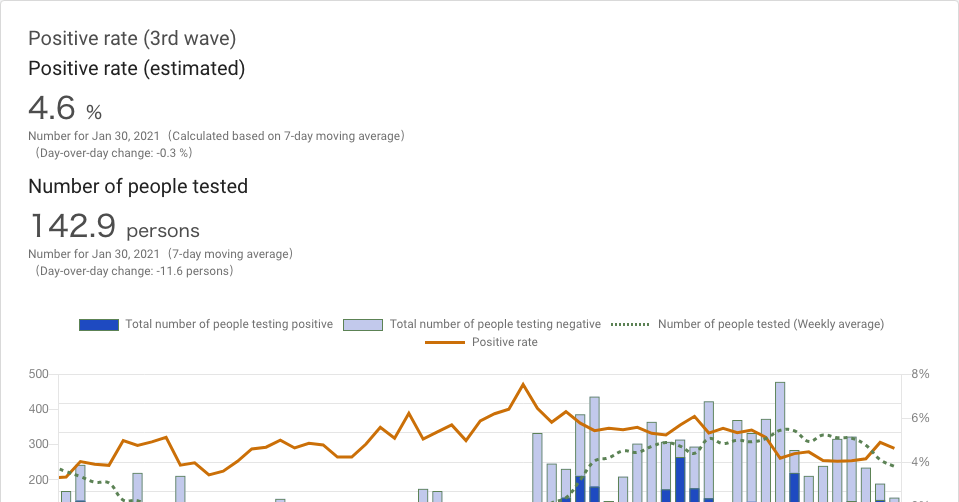 Positive rate (3rd wave)
Positive rate (estimated)
4.6 %
Number for Jan 30, 2021 (Calculated based on 7-day moving average)
(Day-over-day change: -0.3 %)
Number of people tested
142.9 persons
Number for Jan 30, 2021 (7-day moving average)
(Day-over-day change: -11.6 persons)
Total number of people testing positive Total number of people testing negative Number of people tested (Weekly average)
Positive rate
500 8%
400 6%
300 4%
200